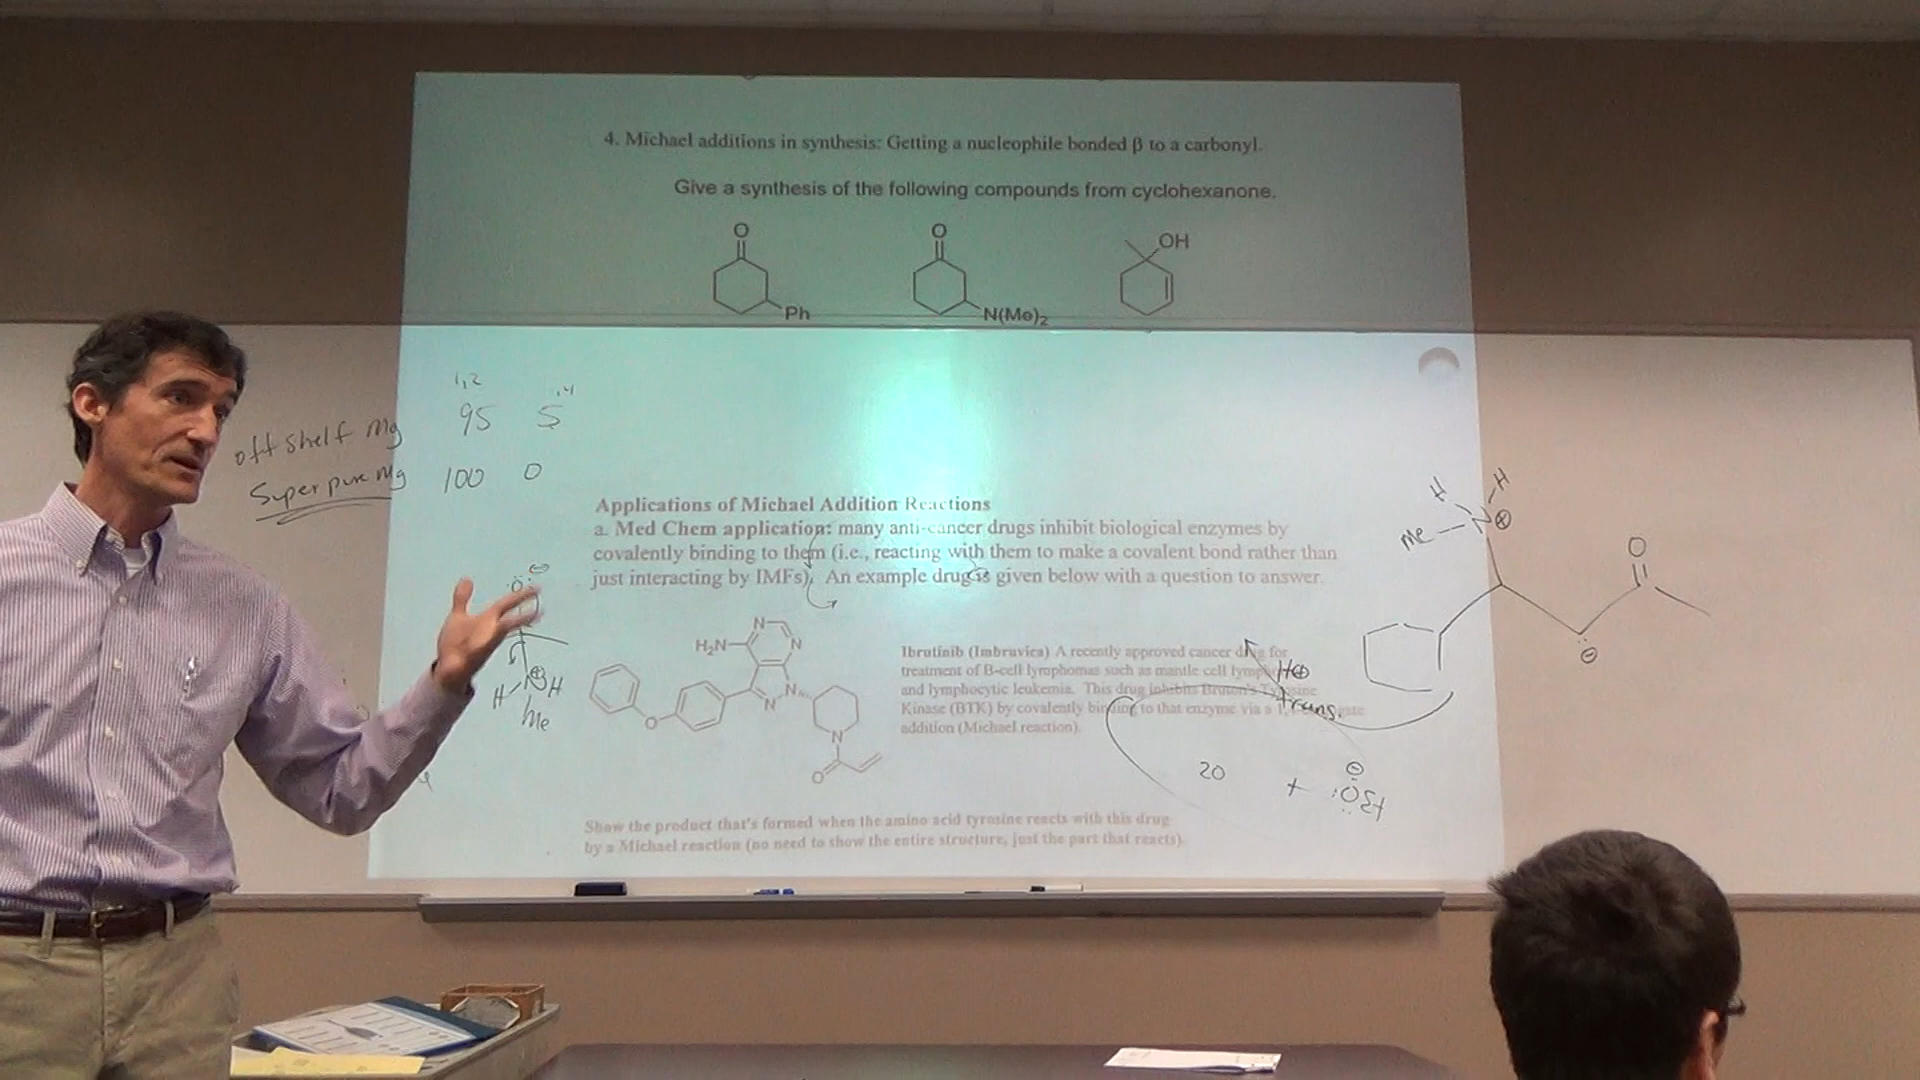 4. Michael additions in synthesis: Getting a nucleophile bonded β to a carbonyl.
Give a synthesis of the following compounds from cyclohexanone.
O
O
OH
Ph
N(Me)₂
1,2
,4
off shelf Mg 95 5
Super pure Mg 100 0
Applications of Michael Addition Reactions
a. Med Chem application: many anti-cancer drugs inhibit biological enzymes by
covalently binding to them (i.e., reacting with them to make a covalent bond rather than
just interacting by IMFs). An example drug is given below with a question to answer.
H N H
Me
O
O
N
H₂N
N
N
N
O
N
O
Ibrutinib (Imbruvica) A recently approved cancer drug for
treatment of B-cell lymphomas such as mantle cell
and lymphocytic leukemia. This drug inhibits Bruton's Tyrosine
Kinase (BTK) by covalently binding to that enzyme via a
addition (Michael reaction).
H⊕
trans.
H H
Me
20 + :OEt
Show the product that's formed when the amino acid tyrosine reacts with this drug
by a Michael reaction (no need to show the entire structure, just the part that reacts).